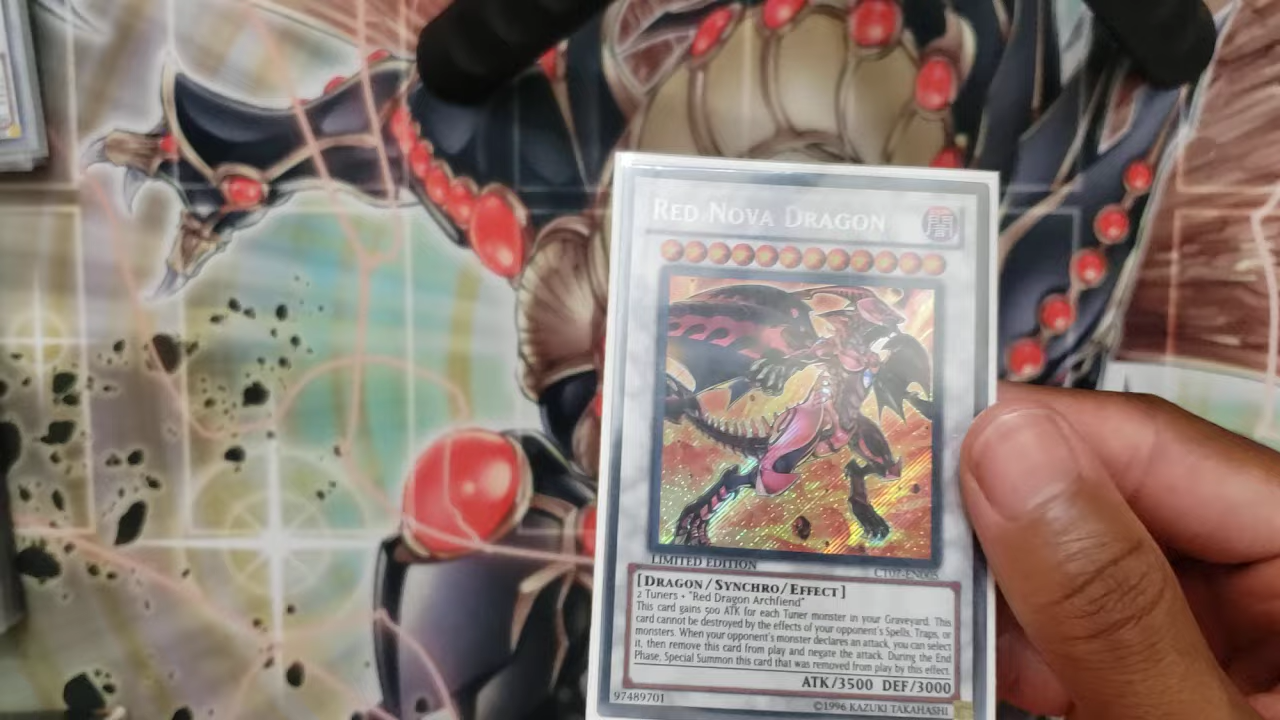 RED NOVA DRAGON
闇
LIMITED EDITION
CT07-EN005
[DRAGON/SYNCHRO/EFFECT]
2 Tuners + "Red Dragon Archfiend"
This card gains 500 ATK for each Tuner monster in your Graveyard. This
card cannot be destroyed by the effects of your opponent's Spells, Traps, or
monsters. When your opponent's monster declares an attack, you can select
it, then remove this card from play and negate the attack. During the End
Phase, Special Summon this card that was removed from play by this effect.
ATK/3500 DEF/3000
97489701
©1996 KAZUKI TAKAHASHI